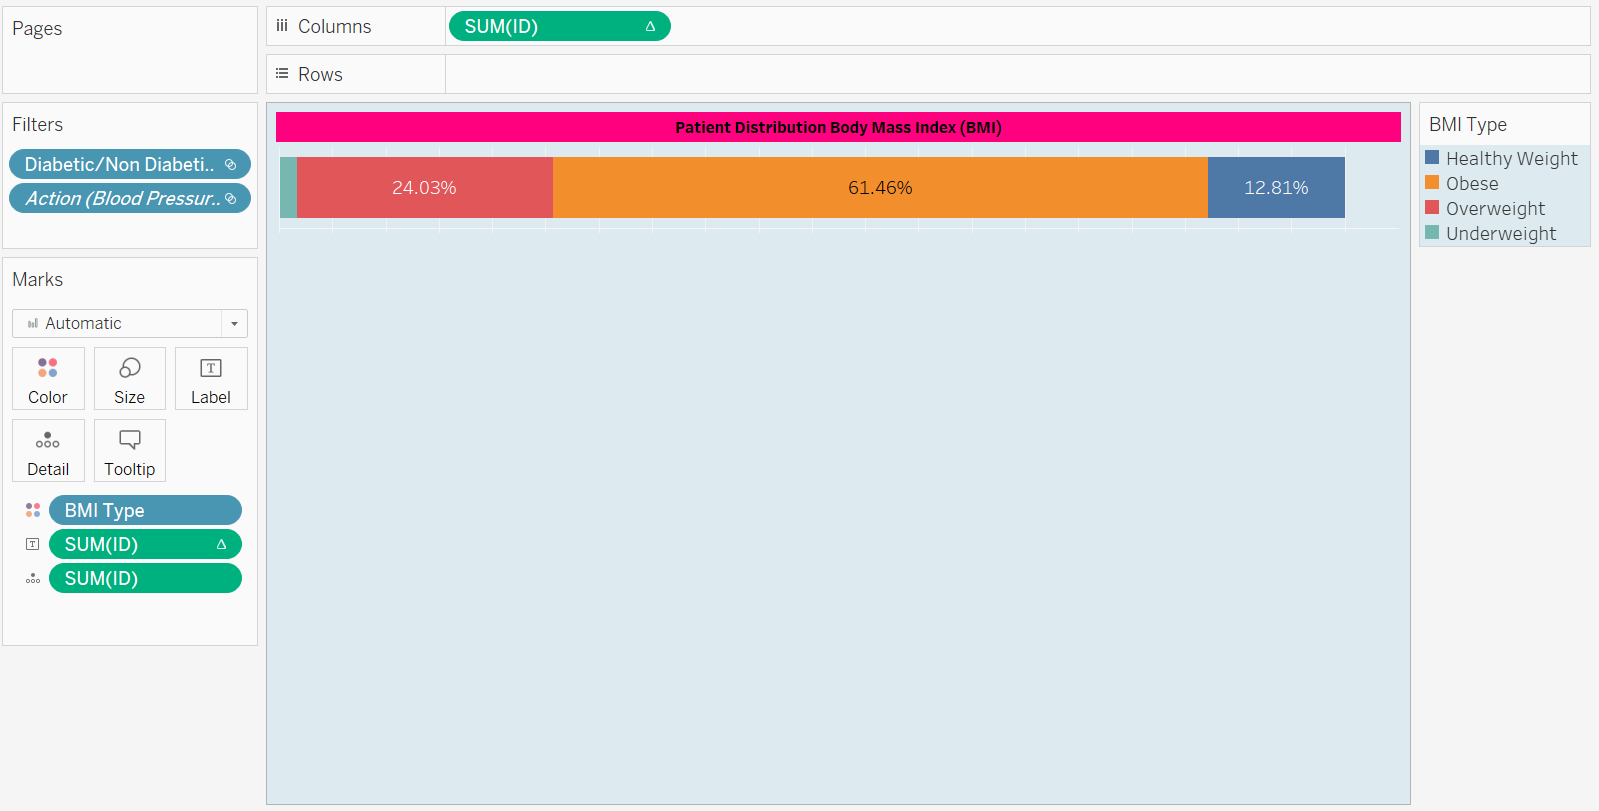 Pages
Columns
SUM(ID)
Rows
Filters
Diabetic/Non Diabeti..
Action (Blood Pressur..
Marks
Automatic
Color
Size
Label
Detail
Tooltip
BMI Type
SUM(ID)
SUM(ID)
Patient Distribution Body Mass Index (BMI)
24.03%
61.46%
12.81%
BMI Type
Healthy Weight
Obese
Overweight
Underweight